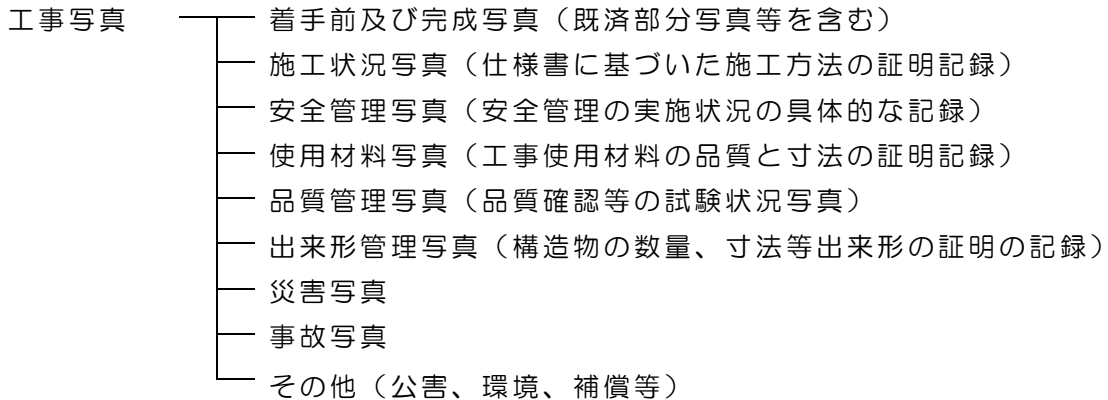 工事写真 着手前及び完成写真（既済部分写真等を含む）
施工状況写真（仕様書に基づいた施工方法の証明記録）
安全管理写真（安全管理の実施状況の具体的な記録）
使用材料写真（工事使用材料の品質と寸法の証明記録）
品質管理写真（品質確認等の試験状況写真）
出来形管理写真（構造物の数量、寸法等出来形の証明の記録）
災害写真
事故写真
その他（公害、環境、補償等）